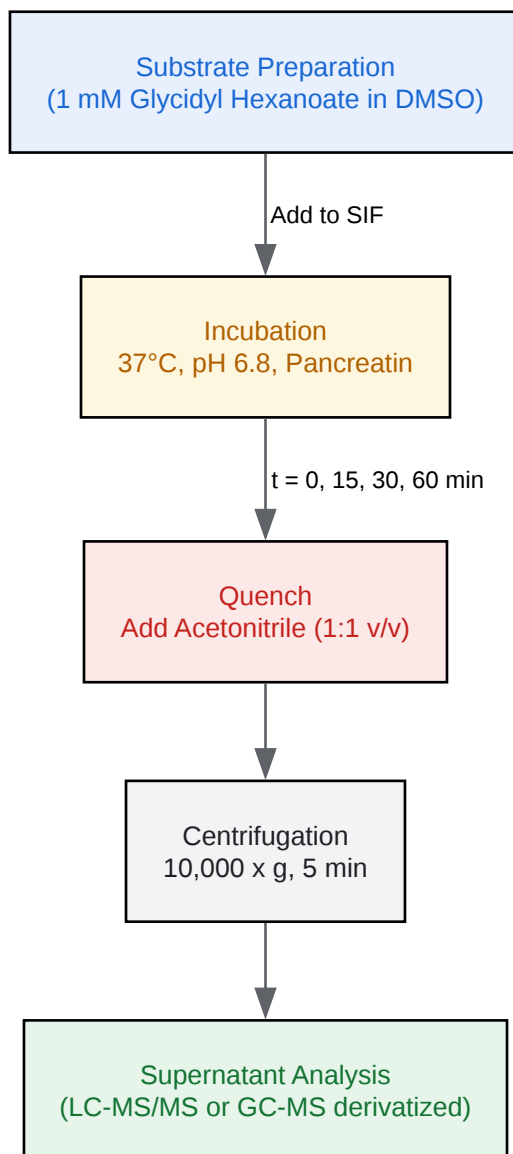 Substrate Preparation
(1 mM Glycidyl Hexanoate in DMSO)
Add to SIF
Incubation
37°C, pH 6.8, Pancreatin
t = 0, 15, 30, 60 min
Quench
Add Acetonitrile (1:1 v/v)
Centrifugation
10,000 x g, 5 min
Supernatant Analysis
(LC-MS/MS or GC-MS derivatized)